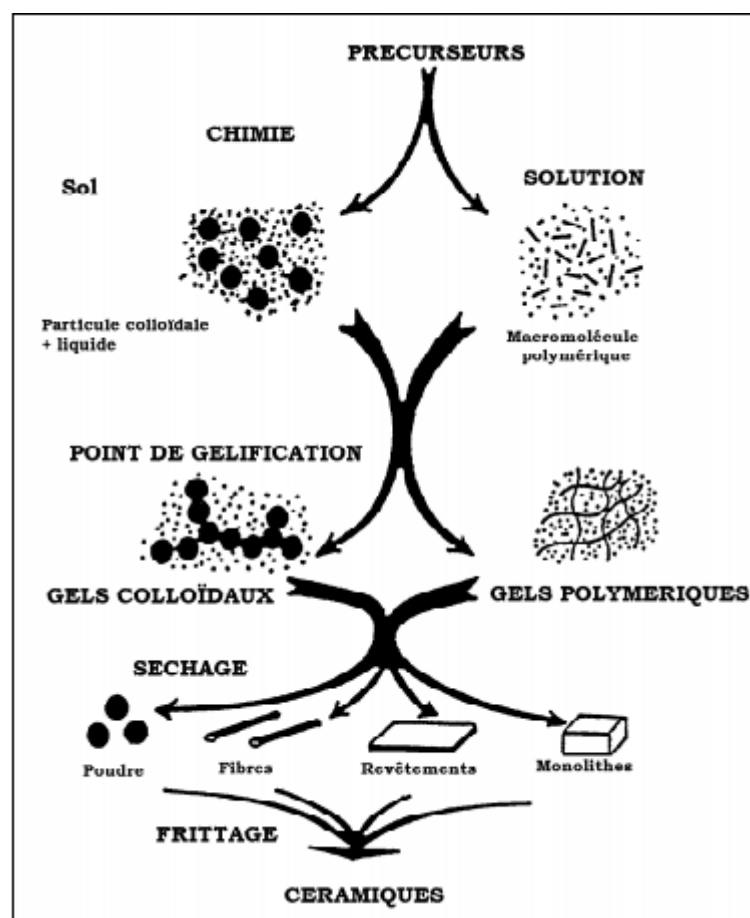 PRECURSEURS
CHIMIE
Sol
SOLUTION
Particule colloïdale
+ liquide
Macromolécule
polymérique
POINT DE GELIFICATION
GELS COLLOÏDAUX
GELS POLYMERIQUES
SECHAGE
Poudre
Fibres
Revêtements
Monolithes
FRITTAGE
CERAMIQUES